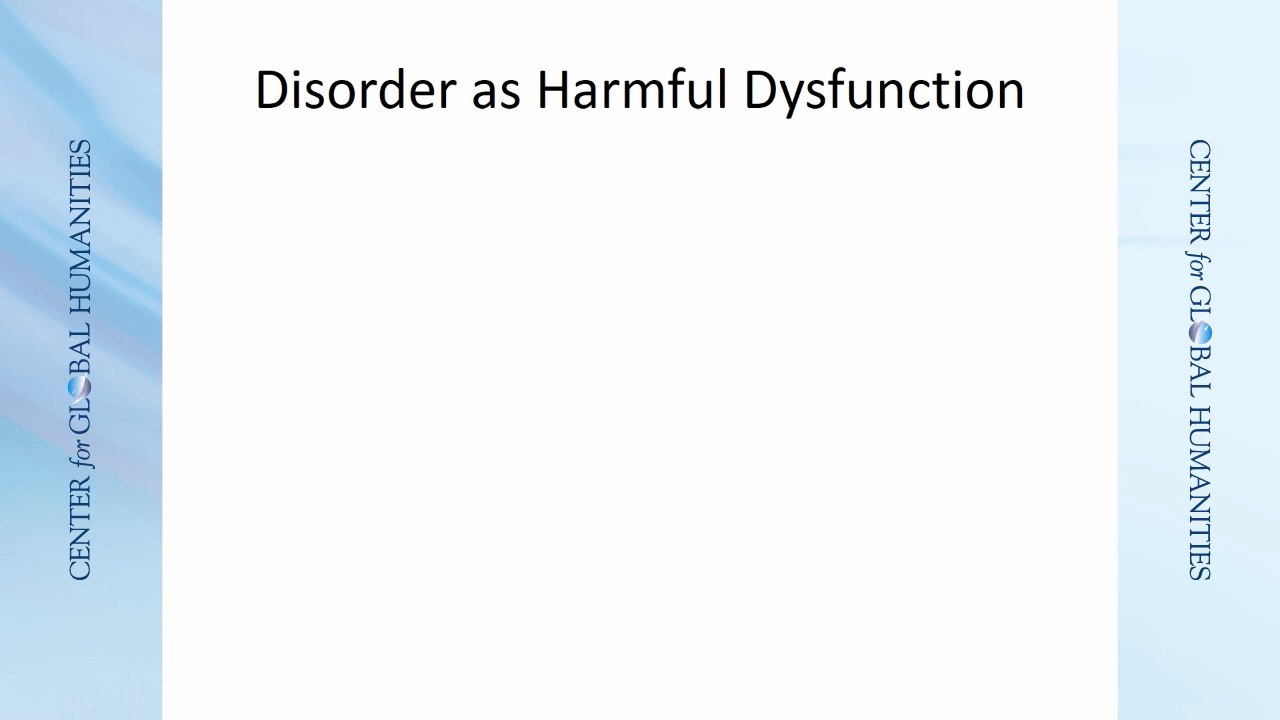 Disorder as Harmful Dysfunction
CENTER for GLOBAL HUMANITIES
CENTER for GLOBAL HUMANITIES